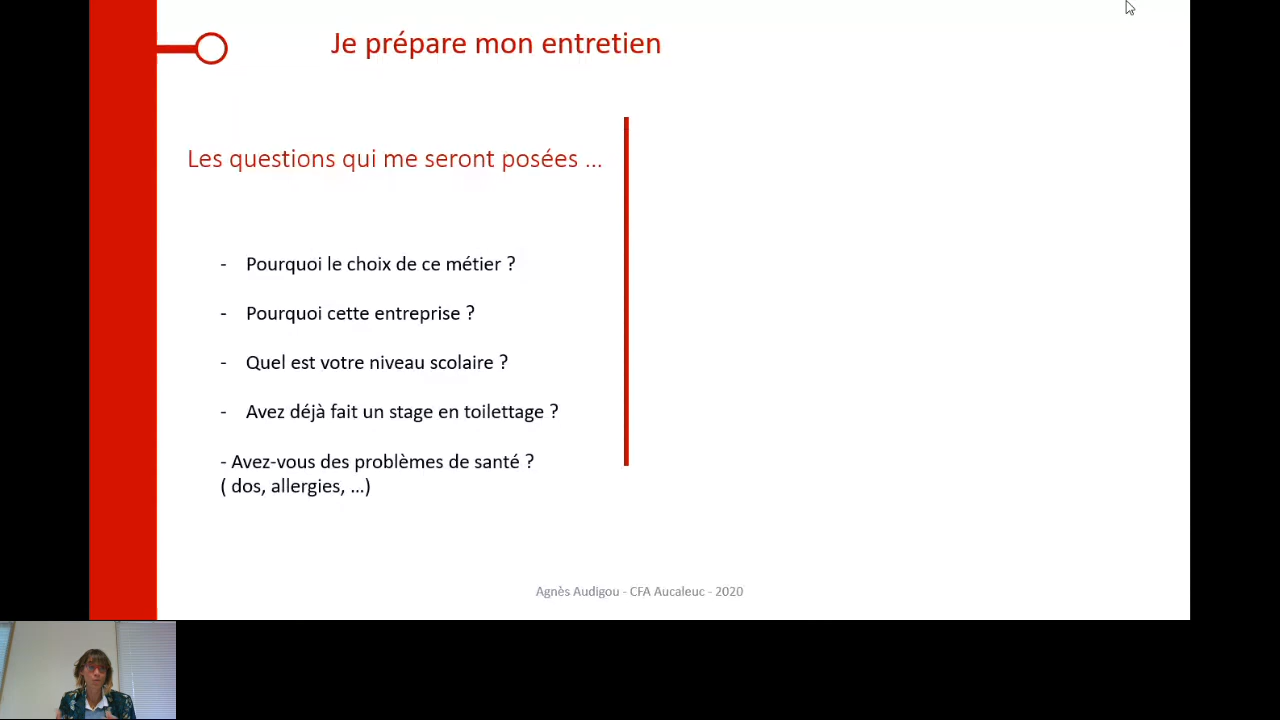 Je prépare mon entretien
Les questions qui me seront posées ...
- Pourquoi le choix de ce métier ?
- Pourquoi cette entreprise ?
- Quel est votre niveau scolaire ?
- Avez déjà fait un stage en toilettage ?
- Avez-vous des problèmes de santé ?
( dos, allergies, ...)
Agnès Audigou - CFA Aucaleuc - 2020